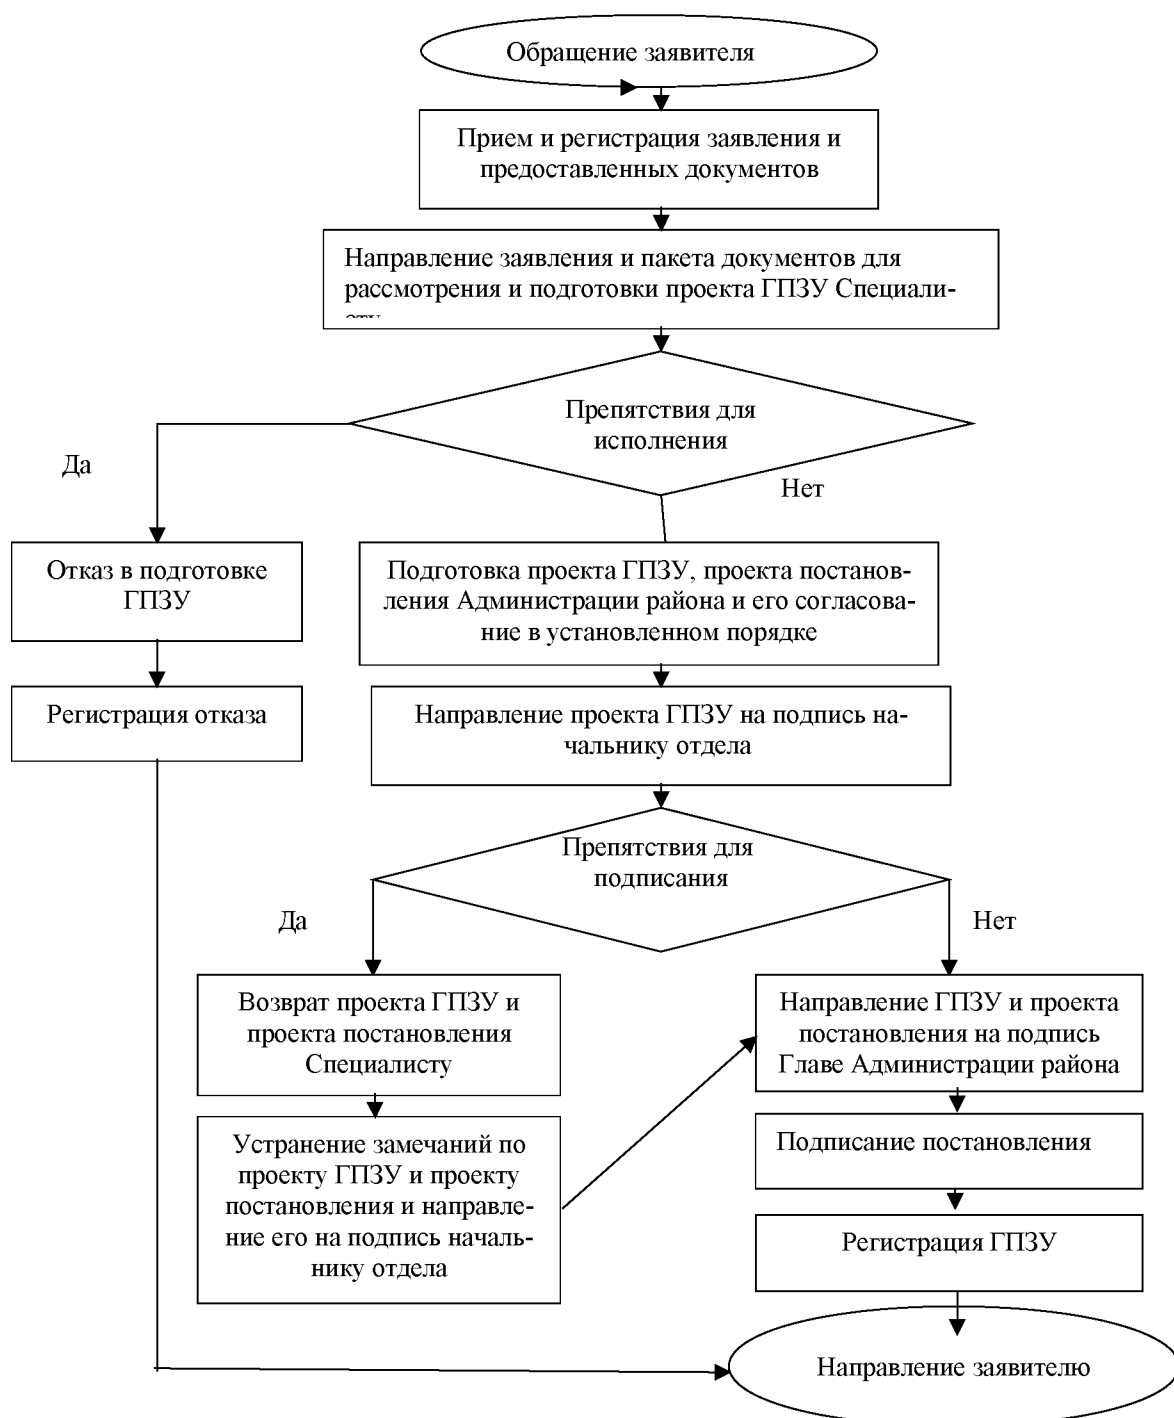 Обращение заявителя
Прием и регистрация заявления и
предоставленных документов
Направление заявления и пакета документов для
рассмотрения и подготовки проекта ГПЗУ Специали-
сту
Препятствия для
исполнения
Да
Нет
Отказ в подготовке
ГПЗУ
Подготовка проекта ГПЗУ, проекта постанов-
ления Администрации района и его согласова-
ние в установленном порядке
Регистрация отказа
Направление проекта ГПЗУ на подпись на-
чальнику отдела
Препятствия для
подписания
Да
Нет
Возврат проекта ГПЗУ и
проекта постановления
Специалисту
Направление ГПЗУ и проекта
постановления на подпись
Главе Администрации района
Устранение замечаний по
проекту ГПЗУ и проекту
постановления и направле-
ние его на подпись началь-
нику отдела
Подписание постановления
Регистрация ГПЗУ
Направление заявителю